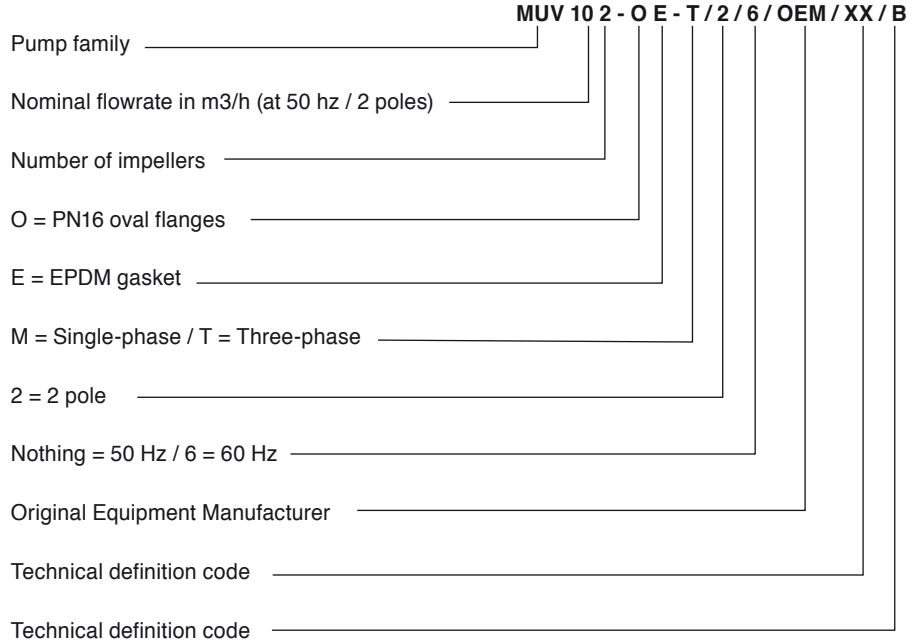 MUV 10 2 - O E - T / 2 / 6 / OEM / XX / B
Pump family
Nominal flowrate in m3/h (at 50 hz / 2 poles)
Number of impellers
O = PN16 oval flanges
E = EPDM gasket
M = Single-phase / T = Three-phase
2 = 2 pole
Nothing = 50 Hz / 6 = 60 Hz
Original Equipment Manufacturer
Technical definition code
Technical definition code